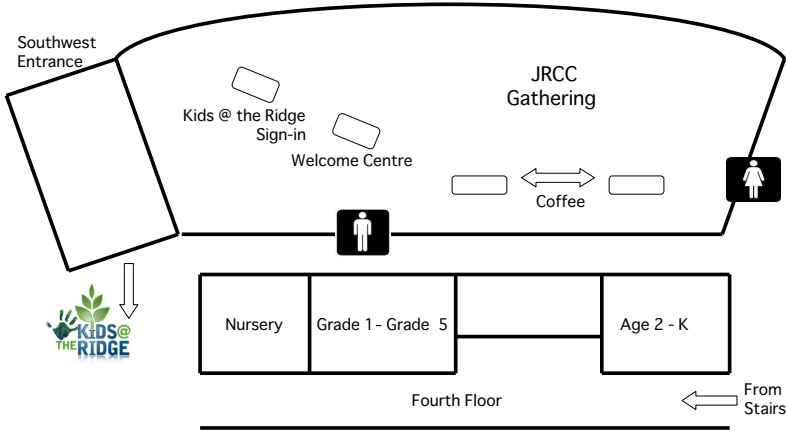 Southwest
Entrance
JRCC
Gathering
Kids @ the Ridge
Sign-in
Welcome Centre
Coffee
KiDS@
THE RIDGE
Nursery
Grade 1 - Grade 5
Age 2 - K
Fourth Floor
From
Stairs